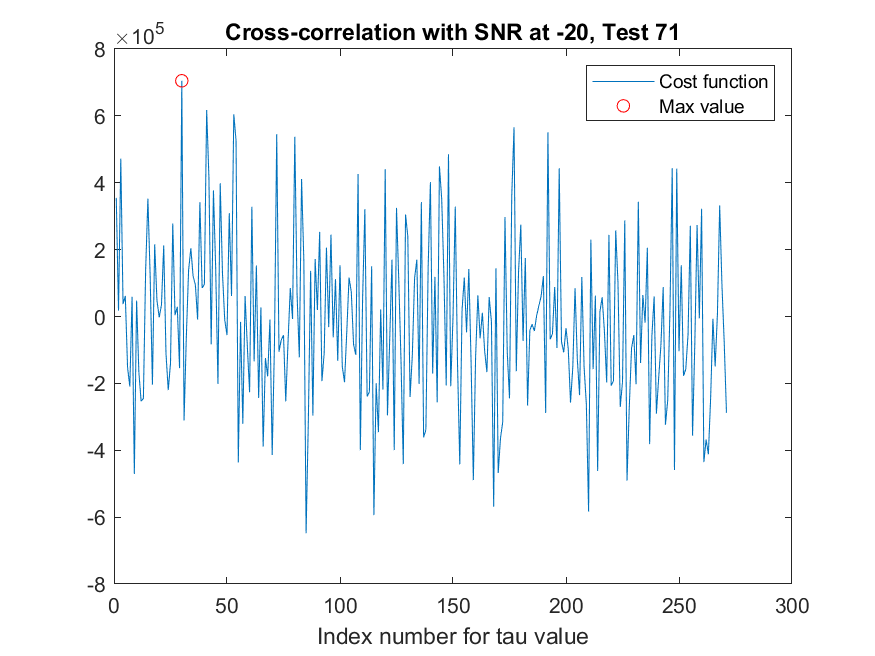 ×10⁵
Cross-correlation with SNR at -20, Test 71
8
6
4
2
0
-2
-4
-6
-8
Cost function
Max value
0 50 100 150 200 250 300
Index number for tau value